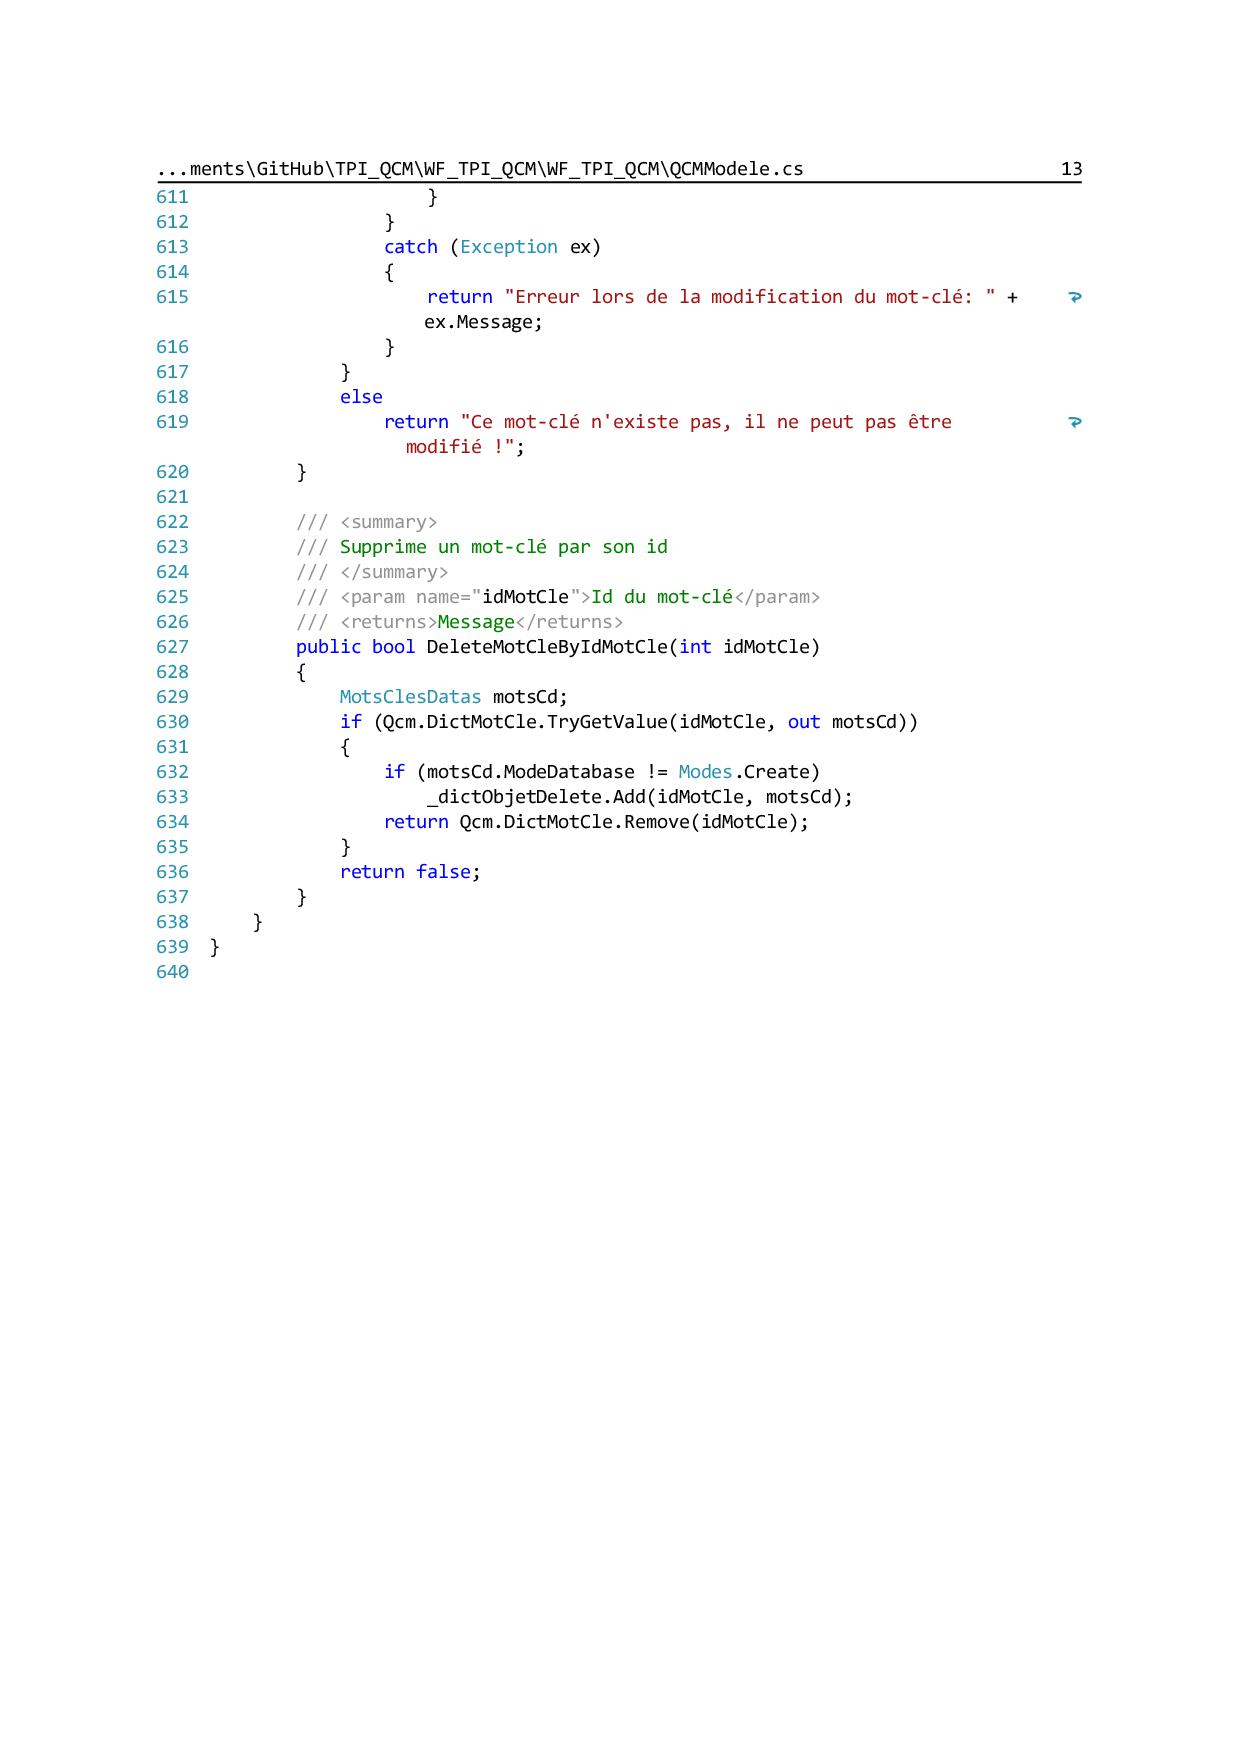 ...ments\GitHub\TPI_QCM\WF_TPI_QCM\WF_TPI_QCM\QCMModele.cs 13
611 }
612 }
613 catch (Exception ex)
614 {
615 return "Erreur lors de la modification du mot-clé: " +
ex.Message;
616 }
617 }
618 else
619 return "Ce mot-clé n'existe pas, il ne peut pas être
modifié !";
620 }
621
622 /// <summary>
623 /// Supprime un mot-clé par son id
624 /// </summary>
625 /// <param name="idMotCle">Id du mot-clé</param>
626 /// <returns>Message</returns>
627 public bool DeleteMotCleByIdMotCle(int idMotCle)
628 {
629 MotsClesDatas motsCd;
630 if (Qcm.DictMotCle.TryGetValue(idMotCle, out motsCd))
631 {
632 if (motsCd.ModeDatabase != Modes.Create)
633 _dictObjetDelete.Add(idMotCle, motsCd);
634 return Qcm.DictMotCle.Remove(idMotCle);
635 }
636 return false;
637 }
638 }
639 }
640